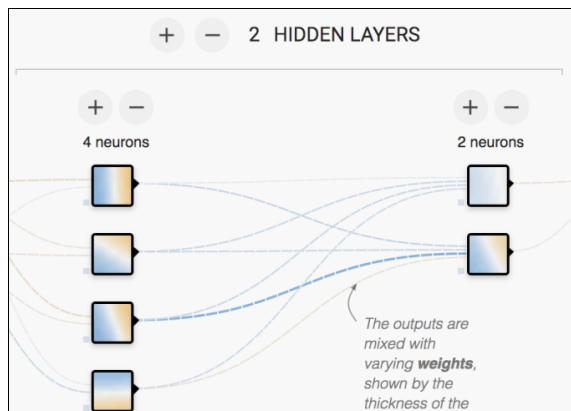 + − 2 HIDDEN LAYERS
+ − + −
4 neurons 2 neurons
The outputs are
mixed with
varying weights,
shown by the
thickness of the